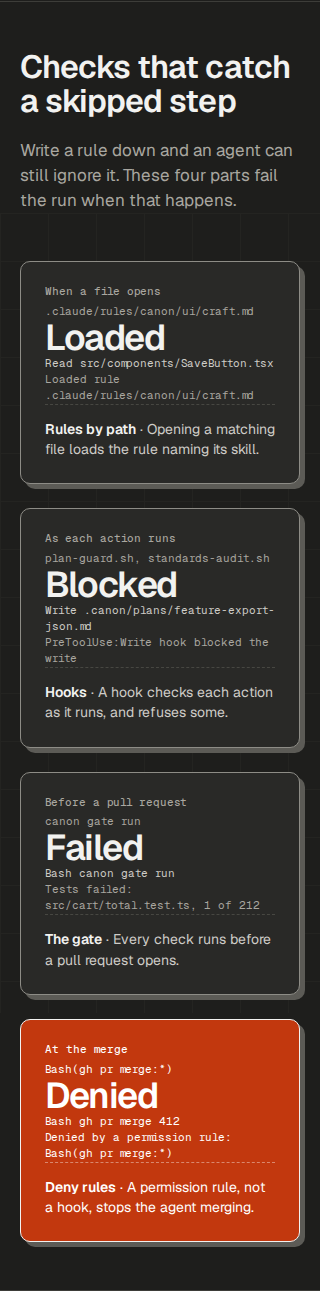 Checks that catch
a skipped step
Write a rule down and an agent can
still ignore it. These four parts fail
the run when that happens.
When a file opens
.claude/rules/canon/ui/craft.md
Loaded
Read src/components/SaveButton.tsx
Loaded rule
.claude/rules/canon/ui/craft.md
Rules by path · Opening a matching
file loads the rule naming its skill.
As each action runs
plan-guard.sh, standards-audit.sh
Blocked
Write .canon/plans/feature-export-
json.md
PreToolUse:Write hook blocked the
write
Hooks · A hook checks each action
as it runs, and refuses some.
Before a pull request
canon gate run
Failed
Bash canon gate run
Tests failed:
src/cart/total.test.ts, 1 of 212
The gate · Every check runs before
a pull request opens.
At the merge
Bash(gh pr merge:*)
Denied
Bash gh pr merge 412
Denied by a permission rule:
Bash(gh pr merge:*)
Deny rules · A permission rule, not
a hook, stops the agent merging.